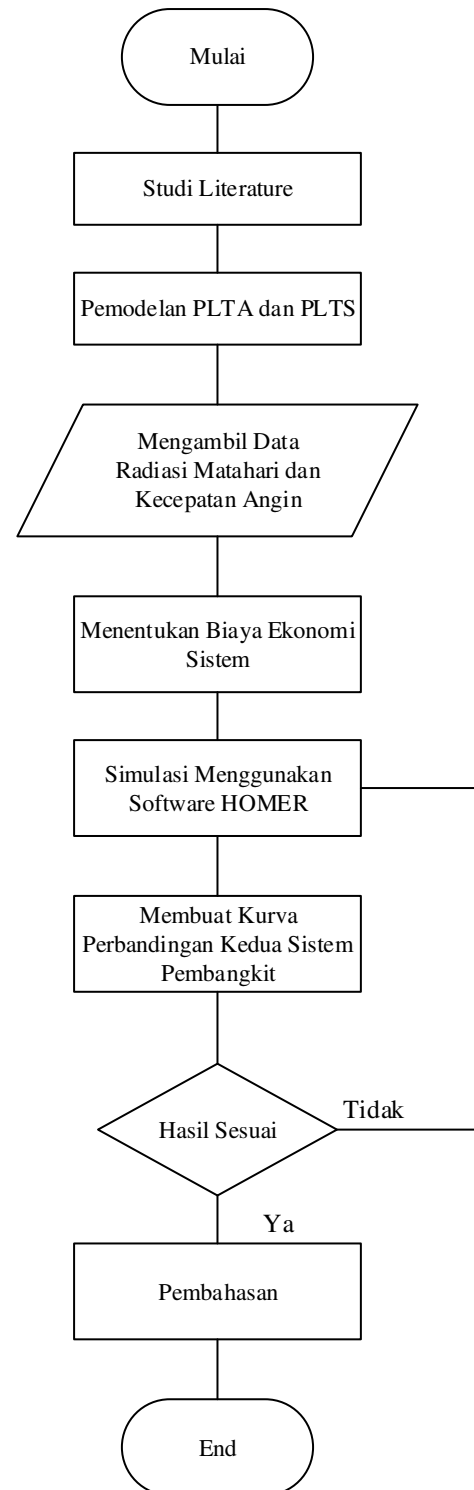 Mulai
Studi Literature
Pemodelan PLTA dan PLTS
Mengambil Data
Radiasi Matahari dan
Kecepatan Angin
Menentukan Biaya Ekonomi
Sistem
Simulasi Menggunakan
Software HOMER
Membuat Kurva
Perbandingan Kedua Sistem
Pembangkit
Hasil Sesuai
Tidak
Ya
Pembahasan
End